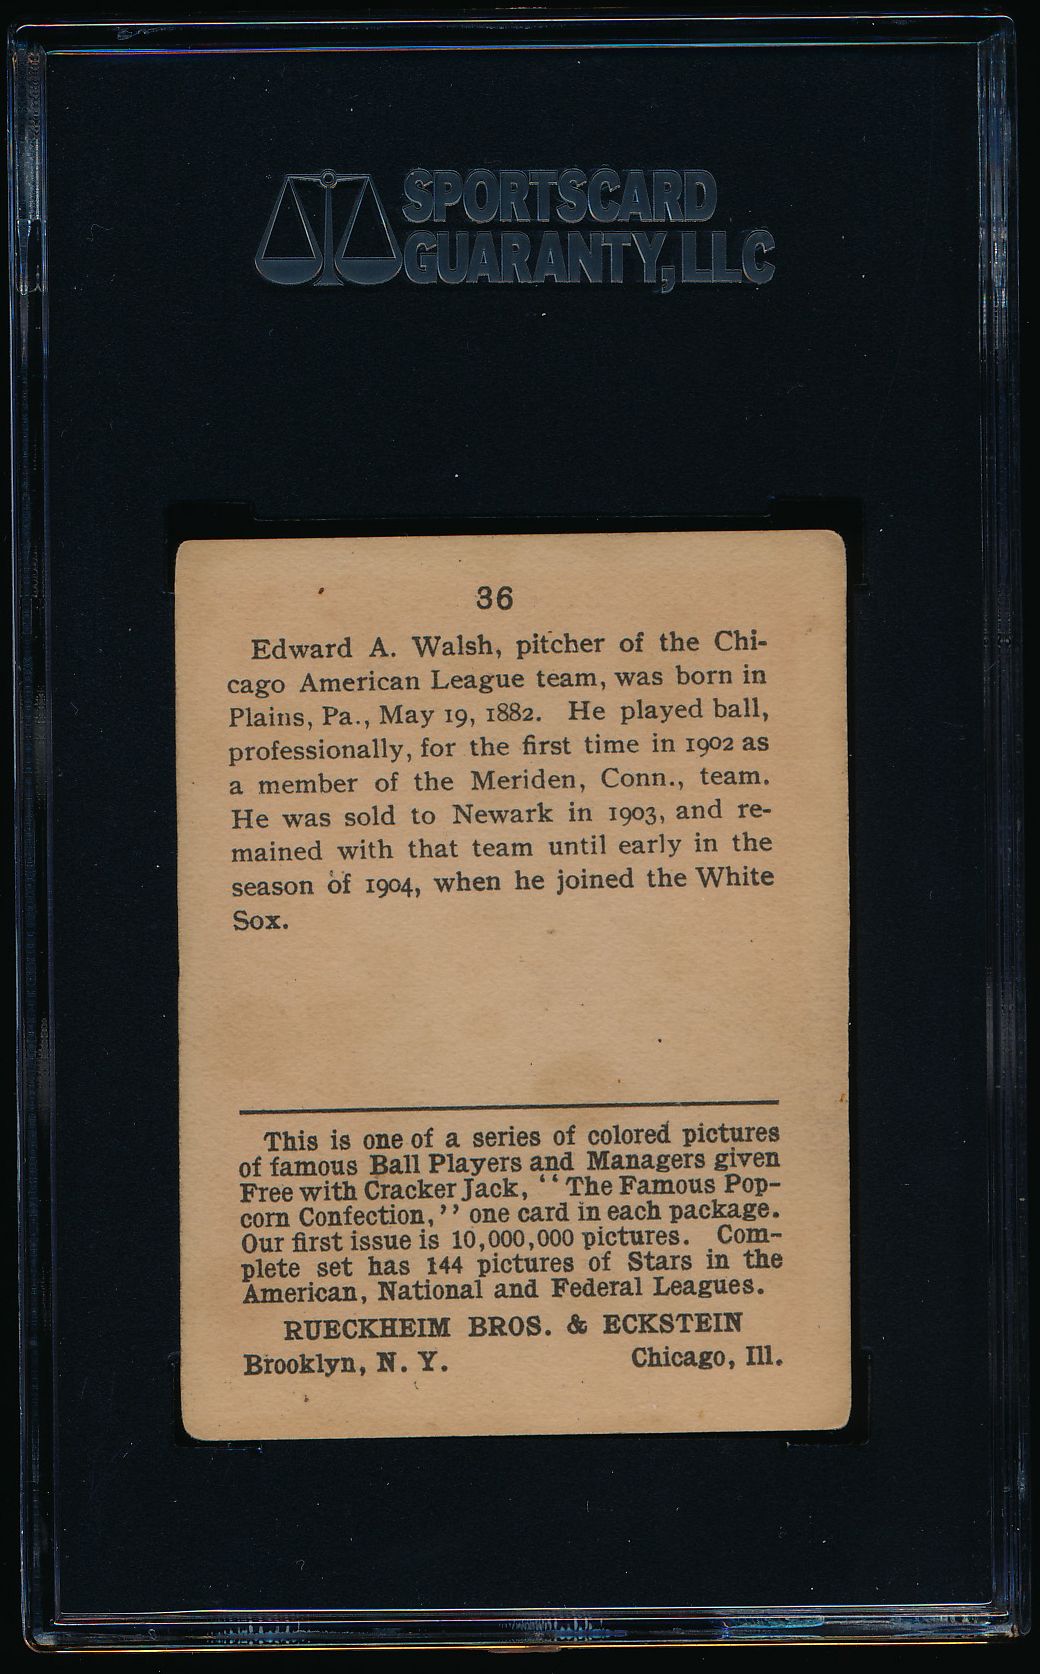 SPORTSCARD
GUARANTY, LLC
36
Edward A. Walsh, pitcher of the Chi-
cago American League team, was born in
Plains, Pa., May 19, 1882. He played ball,
professionally, for the first time in 1902 as
a member of the Meriden, Conn., team.
He was sold to Newark in 1903, and re-
mained with that team until early in the
season of 1904, when he joined the White
Sox.
This is one of a series of colored pictures
of famous Ball Players and Managers given
Free with Cracker Jack, ‘‘The Famous Pop-
corn Confection,’’ one card in each package.
Our first issue is 10,000,000 pictures. Com-
plete set has 144 pictures of Stars in the
American, National and Federal Leagues.
RUECKHEIM BROS. & ECKSTEIN
Brooklyn, N. Y. Chicago, Ill.